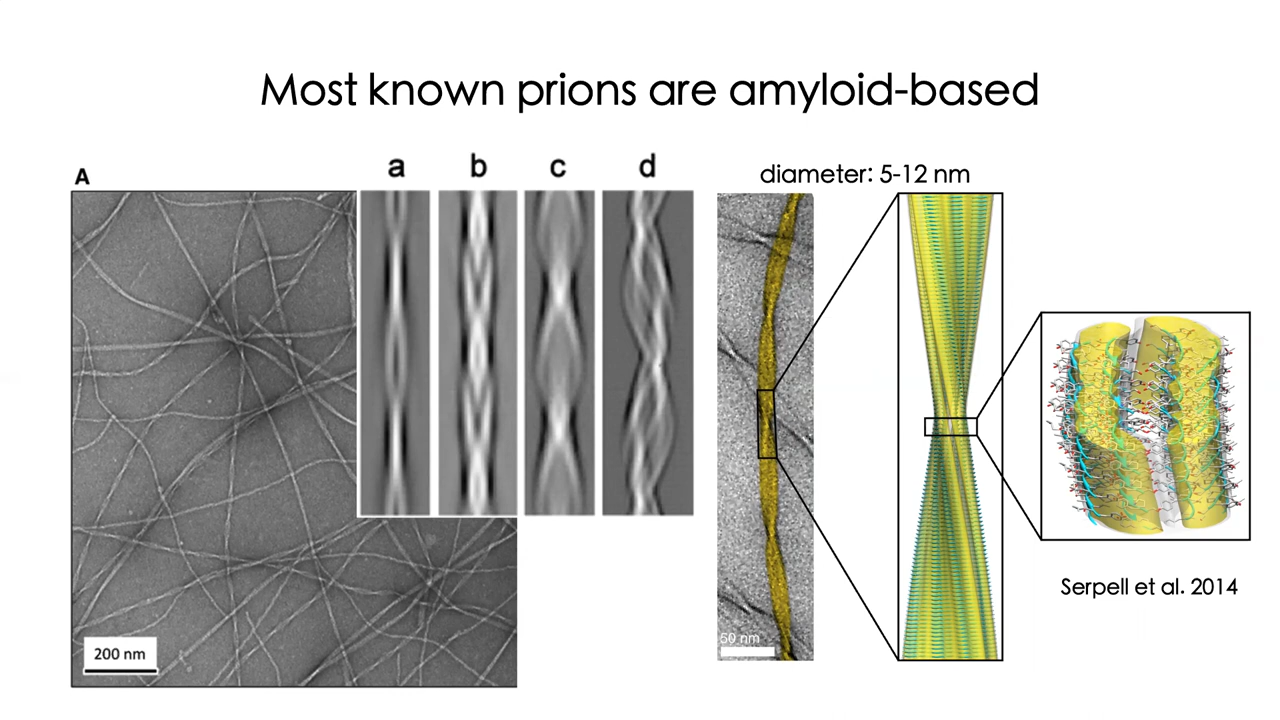 Most known prions are amyloid-based
A
a b c d
diameter: 5-12 nm
200 nm
50 nm
Serpell et al. 2014